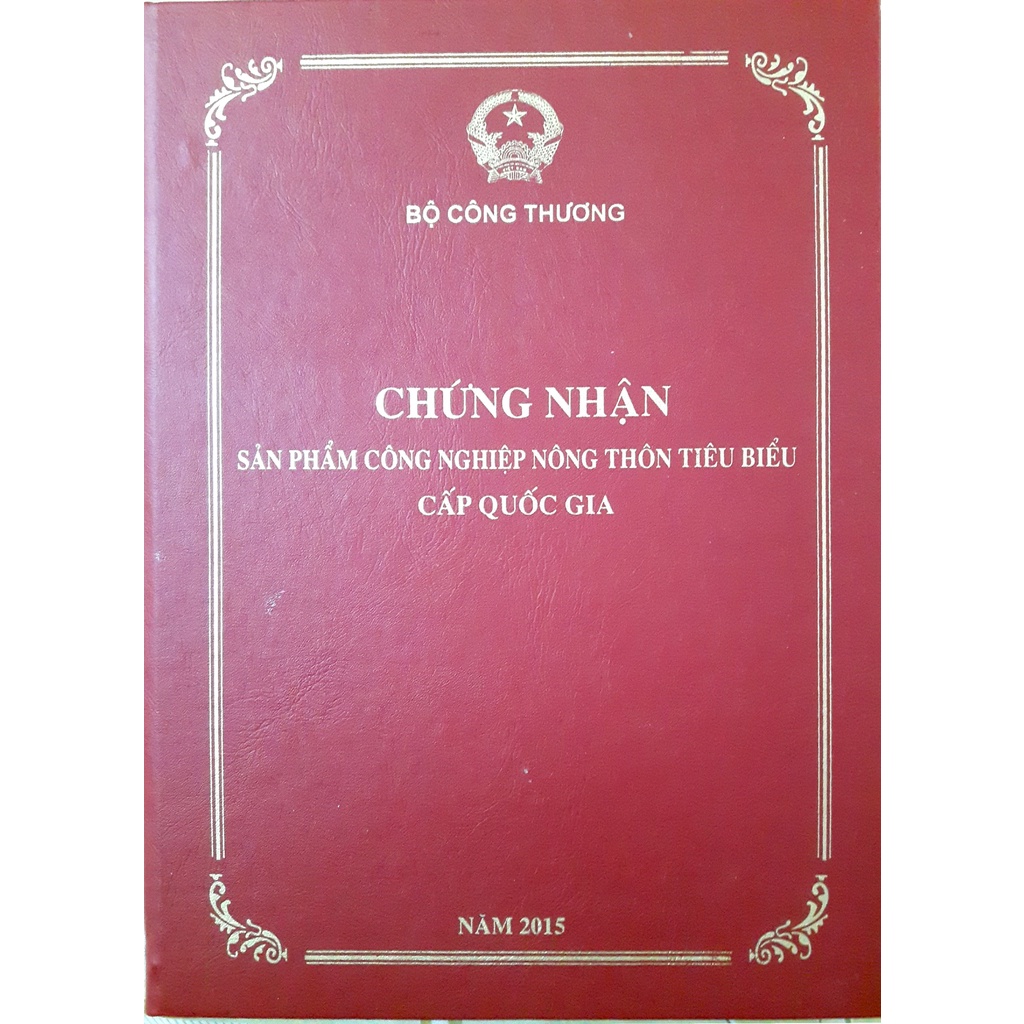 BỘ CÔNG THƯƠNG
CHỨNG NHẬN
SẢN PHẨM CÔNG NGHIỆP NÔNG THÔN TIÊU BIỂU
CẤP QUỐC GIA
NĂM 2015